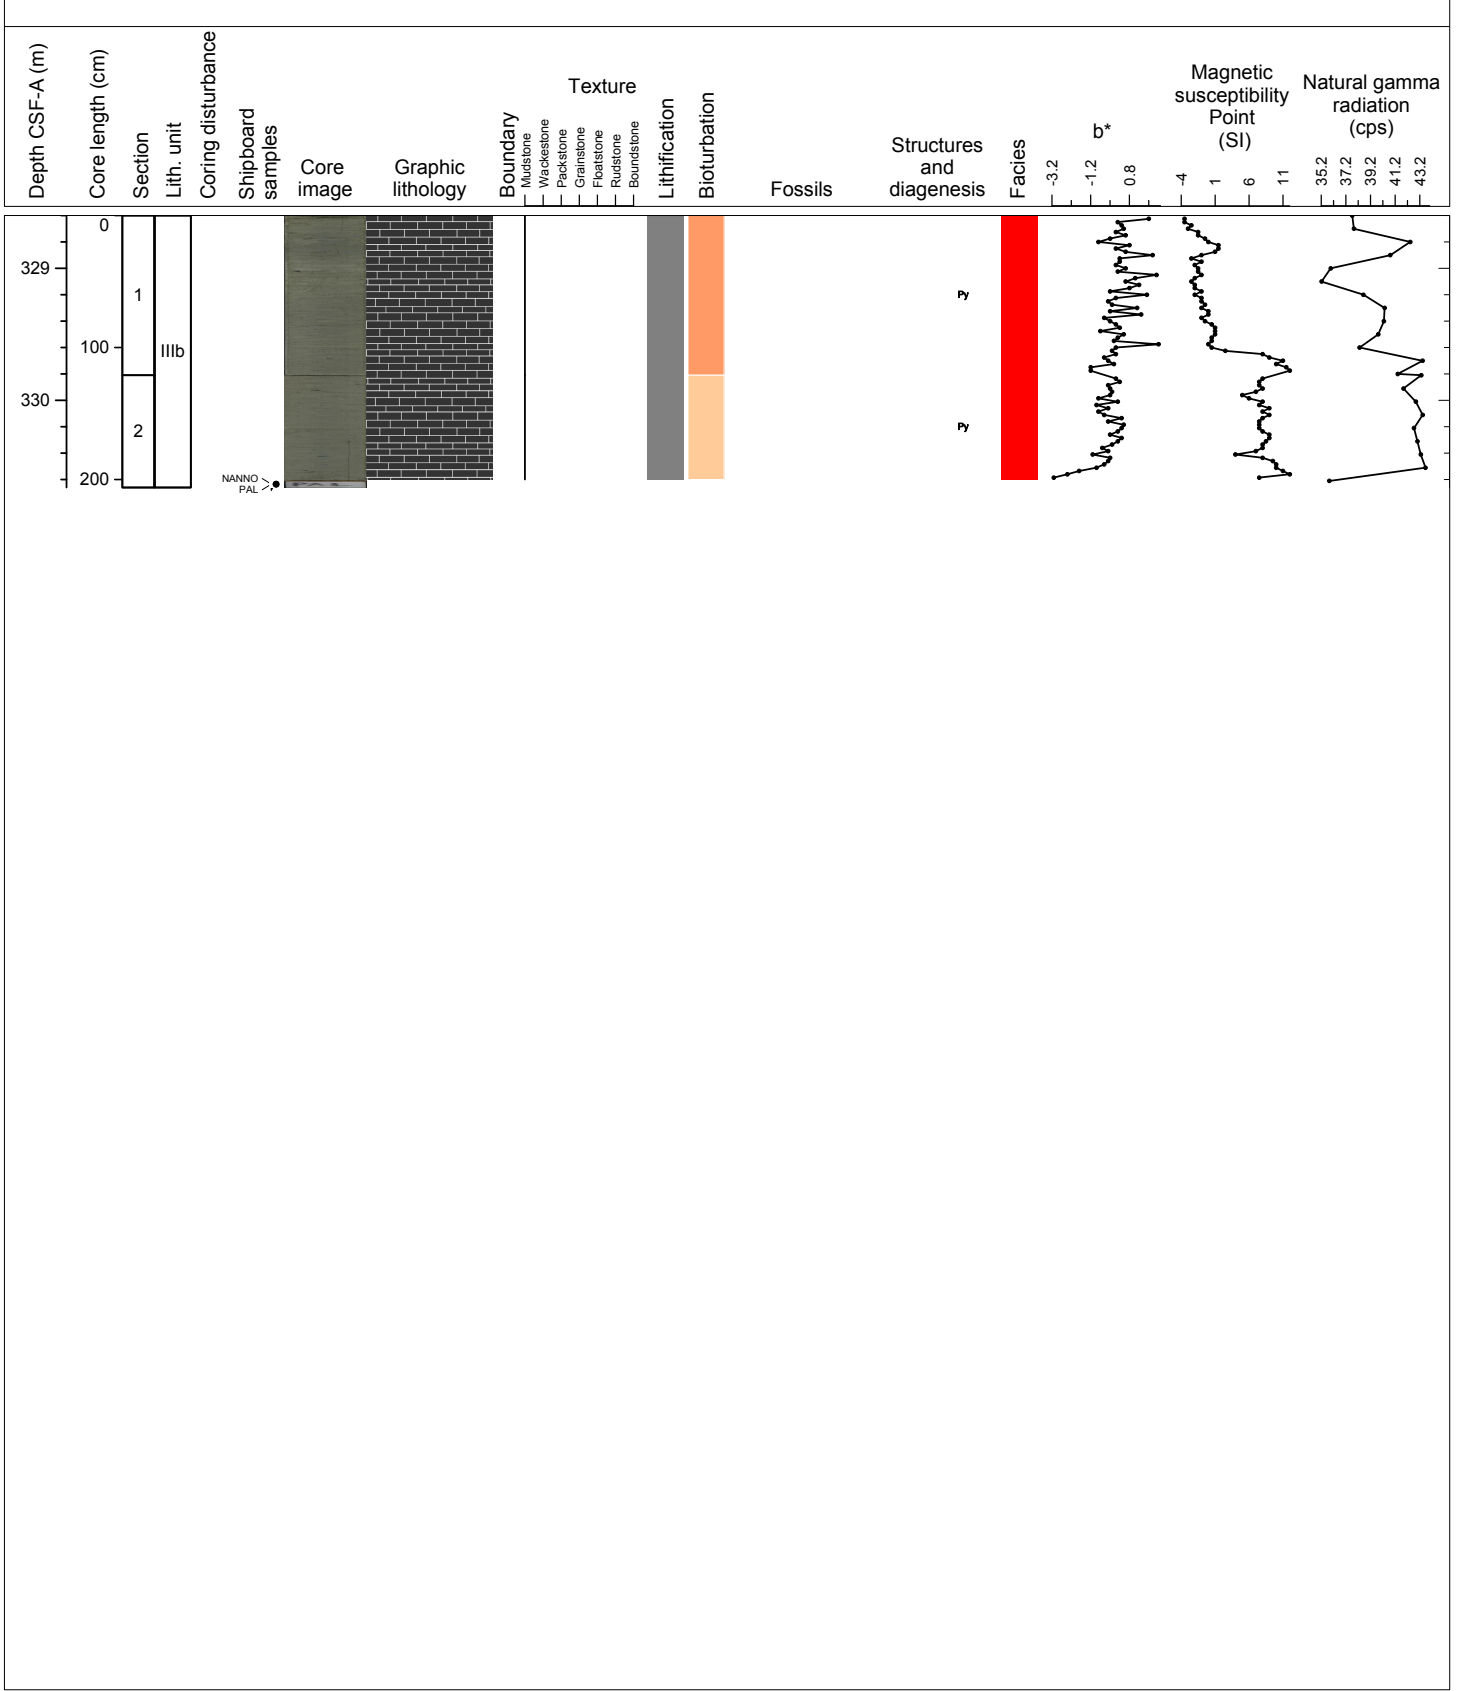 Depth CSF-A (m)
Core length (cm)
Section
Lith. unit
Coring disturbance
Shipboard
samples
Core
image
Graphic
lithology
Boundary
Texture
Mudstone
Wackestone
Packstone
Grainstone
Floatstone
Rudstone
Boundstone
Lithification
Bioturbation
Fossils
Structures
and
diagenesis
Facies
b*
-3.2
-1.2
0.8
Magnetic
susceptibility
Point
(SI)
-4
1
6
11
Natural gamma
radiation
(cps)
35.2
37.2
39.2
41.2
43.2
0
329
1
Py
100
IIIb
330
2
Py
200
NANNO
PAL